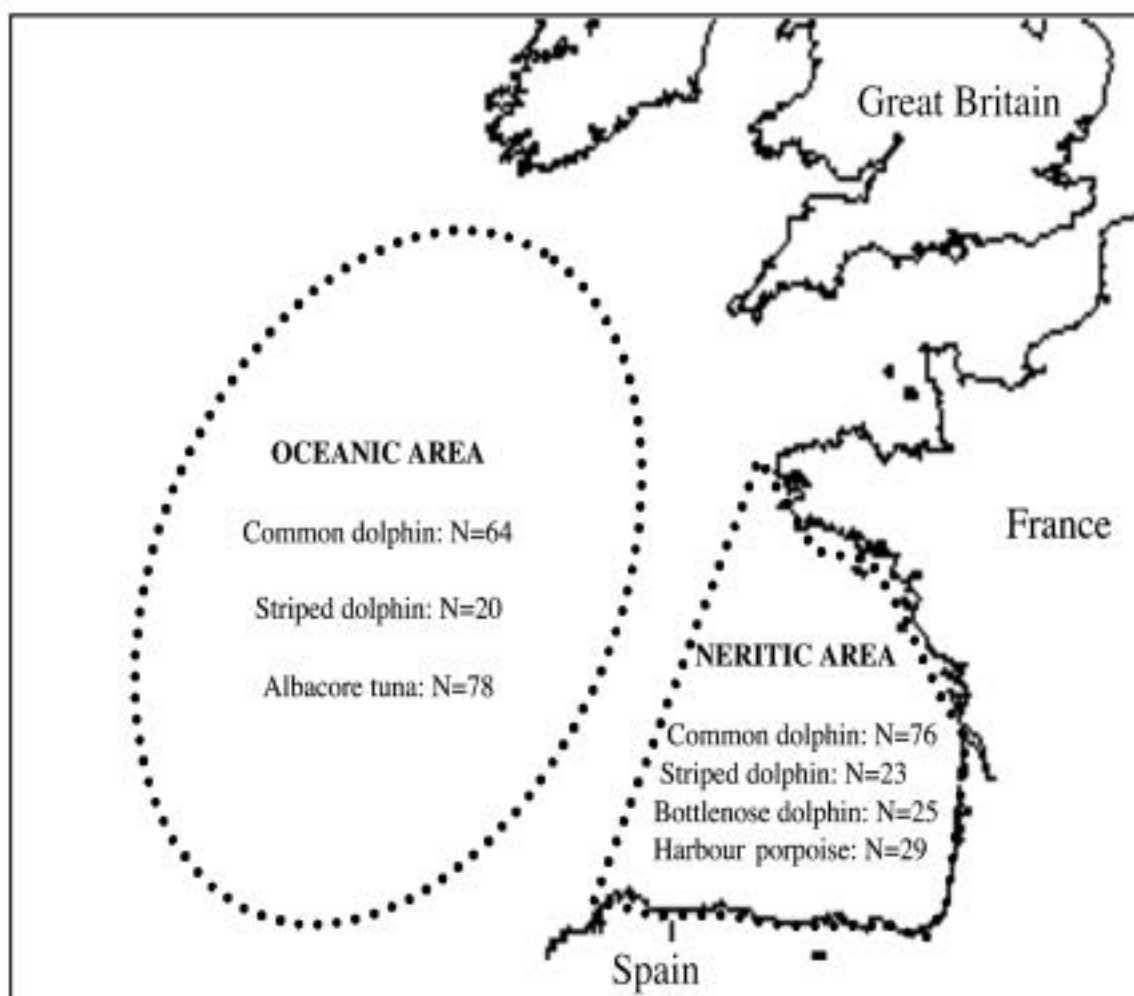 Great Britain
OCEANIC AREA
Common dolphin: N=64
Striped dolphin: N=20
Albacore tuna: N=78
France
NERITIC AREA
Common dolphin: N=76
Striped dolphin: N=23
Bottlenose dolphin: N=25
Harbour porpoise: N=29
Spain